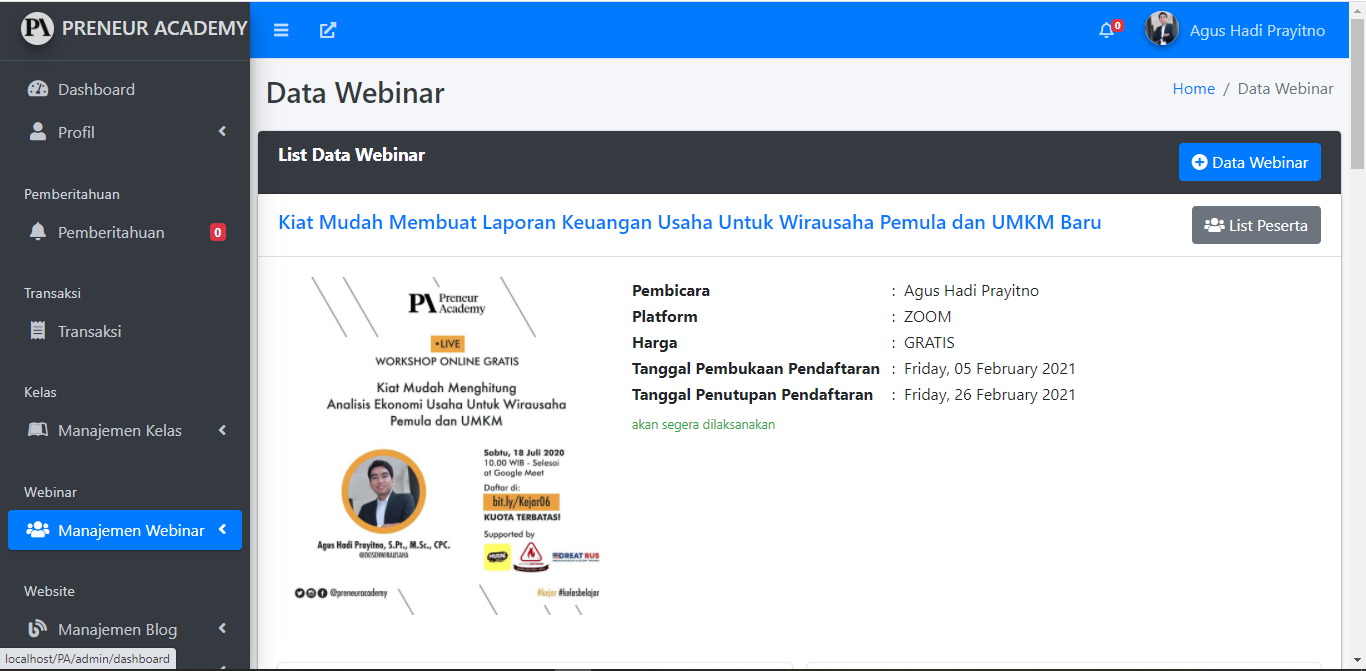 PA PRENEUR ACADEMY
0
Agus Hadi Prayitno
Dashboard
Profil
Pemberitahuan
Pemberitahuan 0
Transaksi
Transaksi
Kelas
Manajemen Kelas
Webinar
Manajemen Webinar
Website
Manajemen Blog
localhost/PA/admin/dashboard
Data Webinar
Home / Data Webinar
List Data Webinar
Data Webinar
Kiat Mudah Membuat Laporan Keuangan Usaha Untuk Wirausaha Pemula dan UMKM Baru
List Peserta
PA Preneur
Academy
•LIVE
WORKSHOP ONLINE GRATIS
Kiat Mudah Menghitung
Analisis Ekonomi Usaha Untuk Wirausaha
Pemula dan UMKM
Sabtu, 18 Juli 2020
10.00 WIB - Selesai
at Google Meet
Daftar di:
bit.ly/Kejar06
KUOTA TERBATAS!
Agus Hadi Prayitno, S.Pt., M.Sc., CPC.
@DOSENWIRAUSAHA
Supported by
@preneuracademy
#kejar #kelasbelajar
Pembicara : Agus Hadi Prayitno
Platform : ZOOM
Harga : GRATIS
Tanggal Pembukaan Pendaftaran : Friday, 05 February 2021
Tanggal Penutupan Pendaftaran : Friday, 26 February 2021
akan segera dilaksanakan